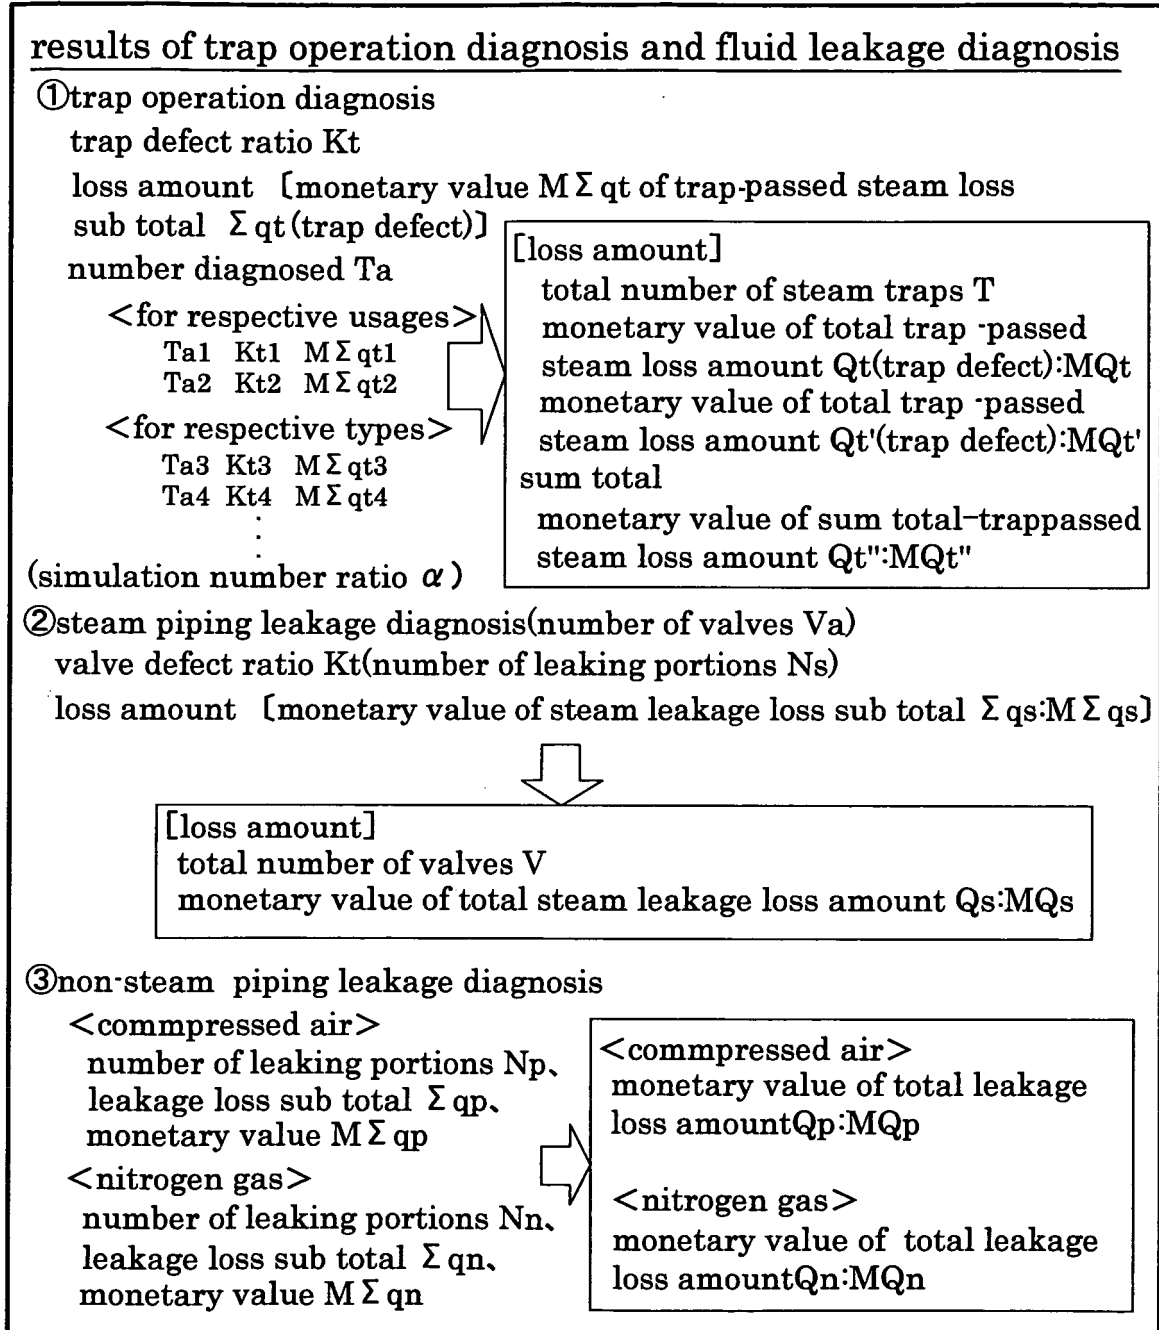 results of trap operation diagnosis and fluid leakage diagnosis
①trap operation diagnosis
trap defect ratio Kt
loss amount 〔monetary value MΣqt of trap-passed steam loss
sub total Σqt(trap defect)〕
number diagnosed Ta
<for respective usages>
Ta1 Kt1 MΣqt1
Ta2 Kt2 MΣqt2
<for respective types>
Ta3 Kt3 MΣqt3
Ta4 Kt4 MΣqt4
⋮
(simulation number ratio α)
[loss amount]
total number of steam traps T
monetary value of total trap -passed
steam loss amount Qt(trap defect):MQt
monetary value of total trap -passed
steam loss amount Qt'(trap defect):MQt'
sum total
monetary value of sum total-trappassed
steam loss amount Qt":MQt"
②steam piping leakage diagnosis(number of valves Va)
valve defect ratio Kt(number of leaking portions Ns)
loss amount 〔monetary value of steam leakage loss sub total Σqs:MΣqs〕
[loss amount]
total number of valves V
monetary value of total steam leakage loss amount Qs:MQs
③non-steam piping leakage diagnosis
<commpressed air>
number of leaking portions Np、
leakage loss sub total Σqp、
monetary value MΣqp
<nitrogen gas>
number of leaking portions Nn、
leakage loss sub total Σqn、
monetary value MΣqn
<commpressed air>
monetary value of total leakage
loss amountQp:MQp
<nitrogen gas>
monetary value of total leakage
loss amountQn:MQn